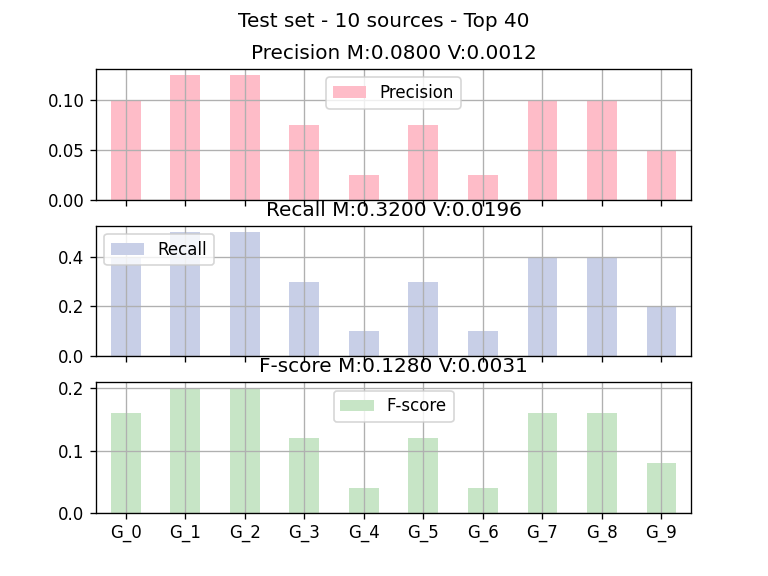 Test set - 10 sources - Top 40
Precision M:0.0800 V:0.0012
Precision
0.10
0.05
0.00
Recall M:0.3200 V:0.0196
Recall
0.4
0.2
0.0
F-score M:0.1280 V:0.0031
F-score
0.2
0.1
0.0
G_0 G_1 G_2 G_3 G_4 G_5 G_6 G_7 G_8 G_9